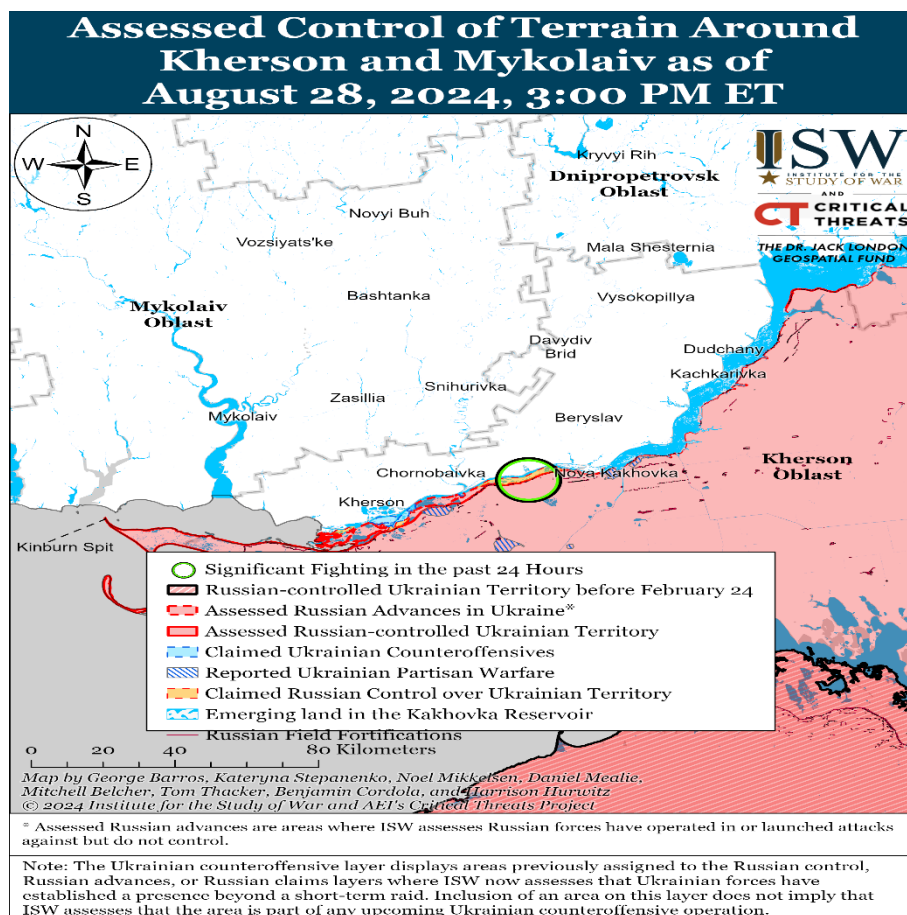 Assessed Control of Terrain Around
Kherson and Mykolaiv as of
August 28, 2024, 3:00 PM ET
N
W E
S
ISW
INSTITUTE FOR THE
STUDY OF WAR
AND
CT CRITICAL
THREATS
THE DR. JACK LONDON
GEOSPATIAL FUND
Kryvyi Rih
Dnipropetrovsk
Oblast
Novyi Buh
Vozsiyats'ke
Mala Shesternia
Bashtanka
Vysokopillya
Mykolaiv
Oblast
Davydiv
Brid
Dudchany
Kachkarivka
Snihurivka
Zasillia
Mykolaiv
Beryslav
Kherson
Oblast
Chornobaivka
Nova Kakhovka
Kherson
Kinburn Spit
Significant Fighting in the past 24 Hours
Russian-controlled Ukrainian Territory before February 24
Assessed Russian Advances in Ukraine*
Assessed Russian-controlled Ukrainian Territory
Claimed Ukrainian Counteroffensives
Reported Ukrainian Partisan Warfare
Claimed Russian Control over Ukrainian Territory
Emerging land in the Kakhovka Reservoir
Russian Field Fortifications
0 20 40 80 Kilometers
Map by George Barros, Kateryna Stepanenko, Noel Mikkelsen, Daniel Mealie,
Mitchell Belcher, Tom Thacker, Benjamin Cordola, and Harrison Hurwitz
© 2024 Institute for the Study of War and AEI's Critical Threats Project
* Assessed Russian advances are areas where ISW assesses Russian forces have operated in or launched attacks
against but do not control.
Note: The Ukrainian counteroffensive layer displays areas previously assigned to the Russian control,
Russian advances, or Russian claims layers where ISW now assesses that Ukrainian forces have
established a presence beyond a short-term raid. Inclusion of an area on this layer does not imply that
ISW assesses that the area is part of any upcoming Ukrainian counteroffensive operation.